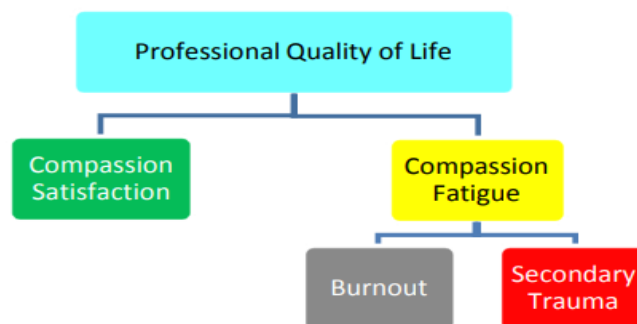 Professional Quality of Life
Compassion
Satisfaction
Compassion
Fatigue
Burnout
Secondary
Trauma